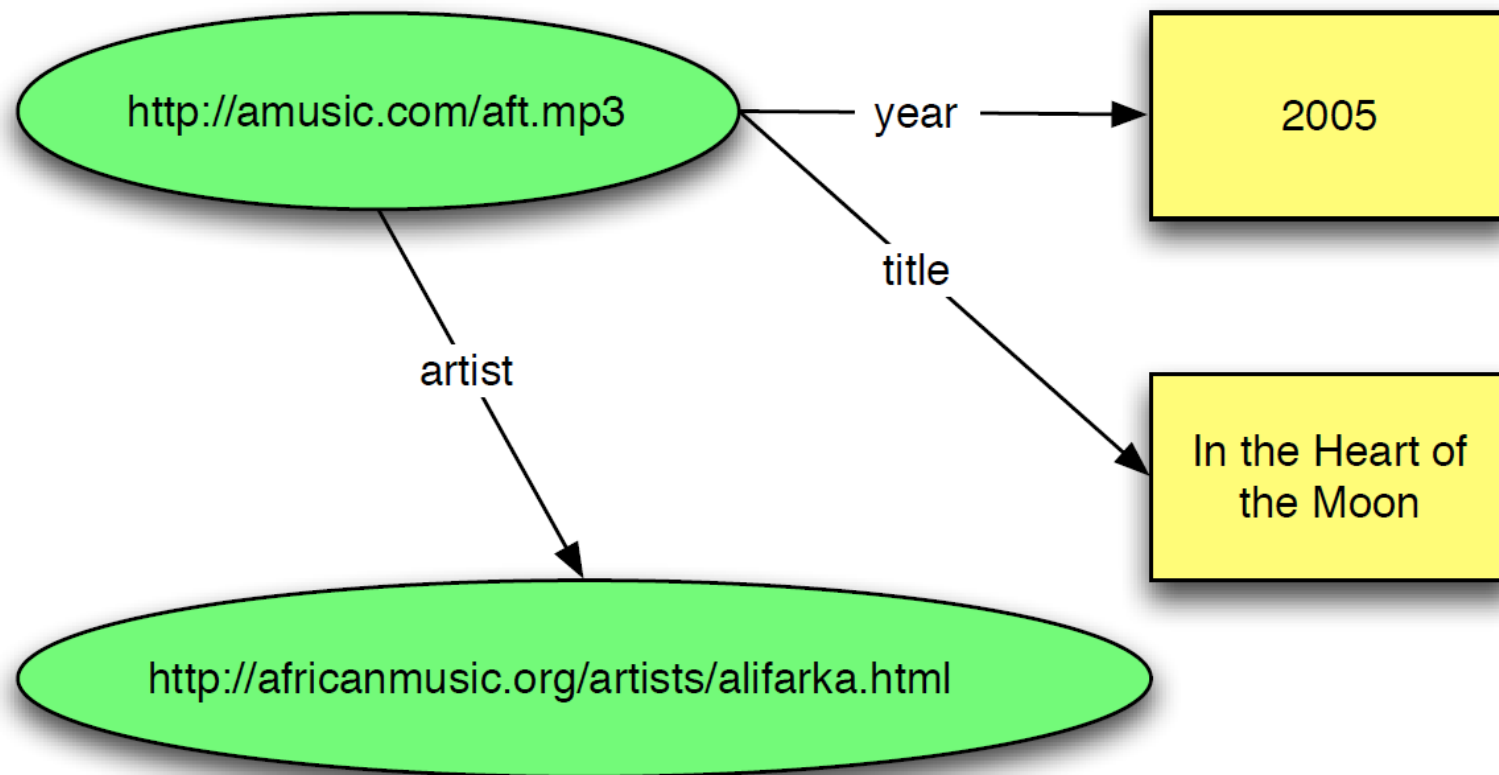 http://amusic.com/aft.mp3
year
2005
title
artist
In the Heart of
the Moon
http://africanmusic.org/artists/alifarka.html